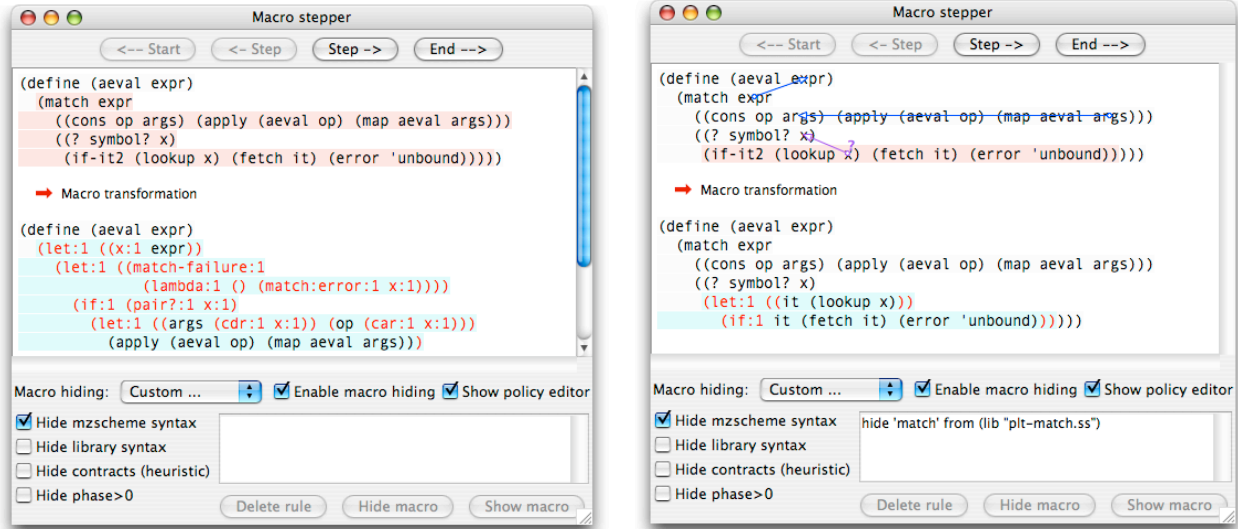 Macro stepper
<-- Start
<- Step
Step ->
End -->
(define (aeval expr)
(match expr
((cons op args) (apply (aeval op) (map aeval args)))
((? symbol? x)
(if-it2 (lookup x) (fetch it) (error 'unbound)))))
Macro transformation
(define (aeval expr)
(let:1 ((x:1 expr))
(let:1 ((match-failure:1
(lambda:1 () (match:error:1 x:1))))
(if:1 (pair?:1 x:1)
(let:1 ((args (cdr:1 x:1)) (op (car:1 x:1)))
(apply (aeval op) (map aeval args)))
Macro hiding:
Custom ...
Enable macro hiding
Show policy editor
Hide mzscheme syntax
Hide library syntax
Hide contracts (heuristic)
Hide phase>0
Delete rule
Hide macro
Show macro
Macro stepper
<-- Start
<- Step
Step ->
End -->
(define (aeval expr)
(match expr
((cons op args) (apply (aeval op) (map aeval args)))
((? symbol? x)
?
(if-it2 (lookup x) (fetch it) (error 'unbound)))))
Macro transformation
(define (aeval expr)
(match expr
((cons op args) (apply (aeval op) (map aeval args)))
((? symbol? x)
(let:1 ((it (lookup x)))
(if:1 it (fetch it) (error 'unbound))))))
Macro hiding:
Custom ...
Enable macro hiding
Show policy editor
Hide mzscheme syntax
hide 'match' from (lib "plt-match.ss")
Hide library syntax
Hide contracts (heuristic)
Hide phase>0
Delete rule
Hide macro
Show macro